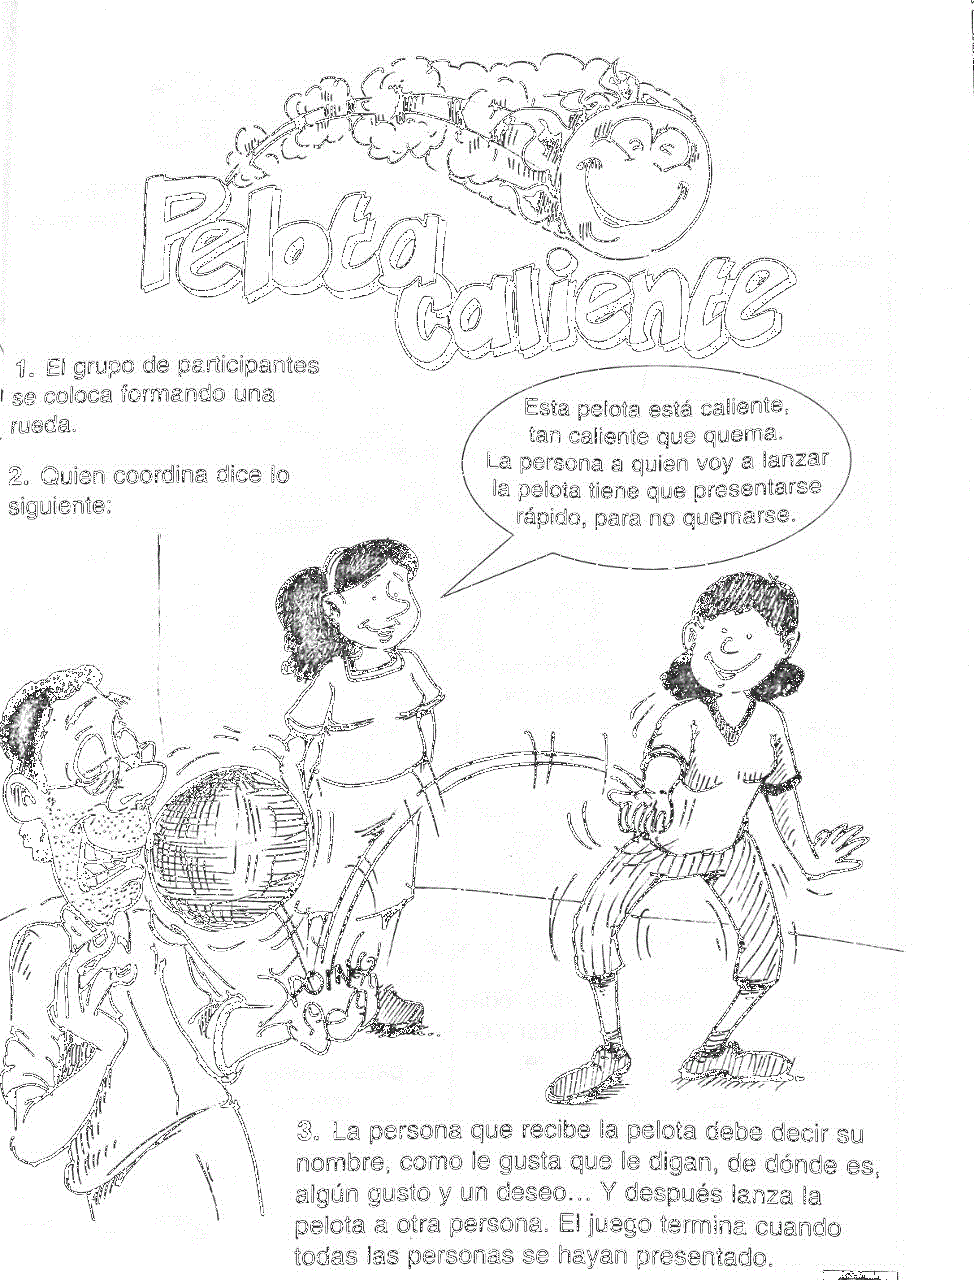 Pelota
caliente
1. El grupo de participantes
se coloca formando una
rueda.
2. Quien coordina dice lo
siguiente:
Esta pelota está caliente,
tan caliente que quema.
La persona a quien voy a lanzar
la pelota tiene que presentarse
rápido, para no quemarse.
3. La persona que recibe la pelota debe decir su
nombre, como le gusta que le digan, de dónde es,
algún gusto y un deseo... Y después lanza la
pelota a otra persona. El juego termina cuando
todas las personas se hayan presentado.